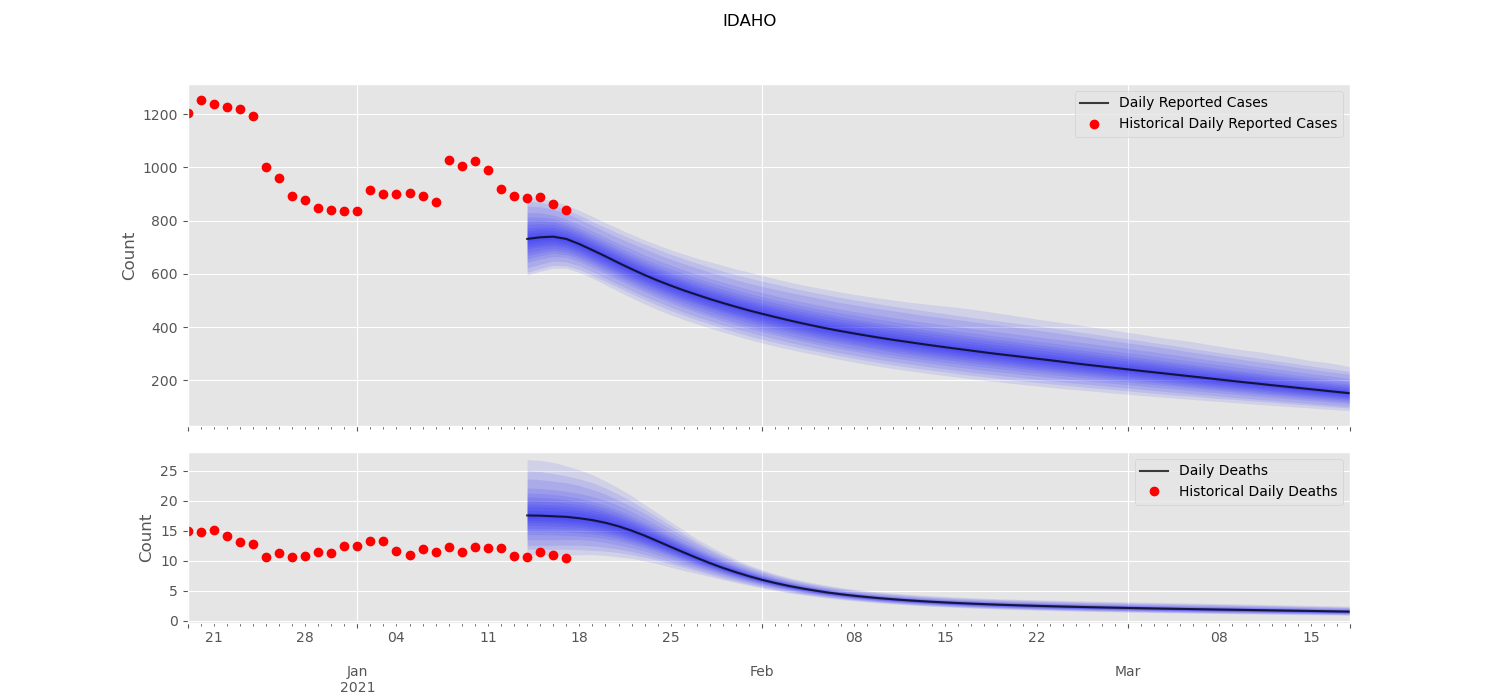 IDAHO
Count
1200
1000
800
600
400
200
Daily Reported Cases
Historical Daily Reported Cases
Count
25
20
15
10
5
0
Daily Deaths
Historical Daily Deaths
21 28 04 11 18 25 08 15 22 08 15
Jan Feb Mar
2021